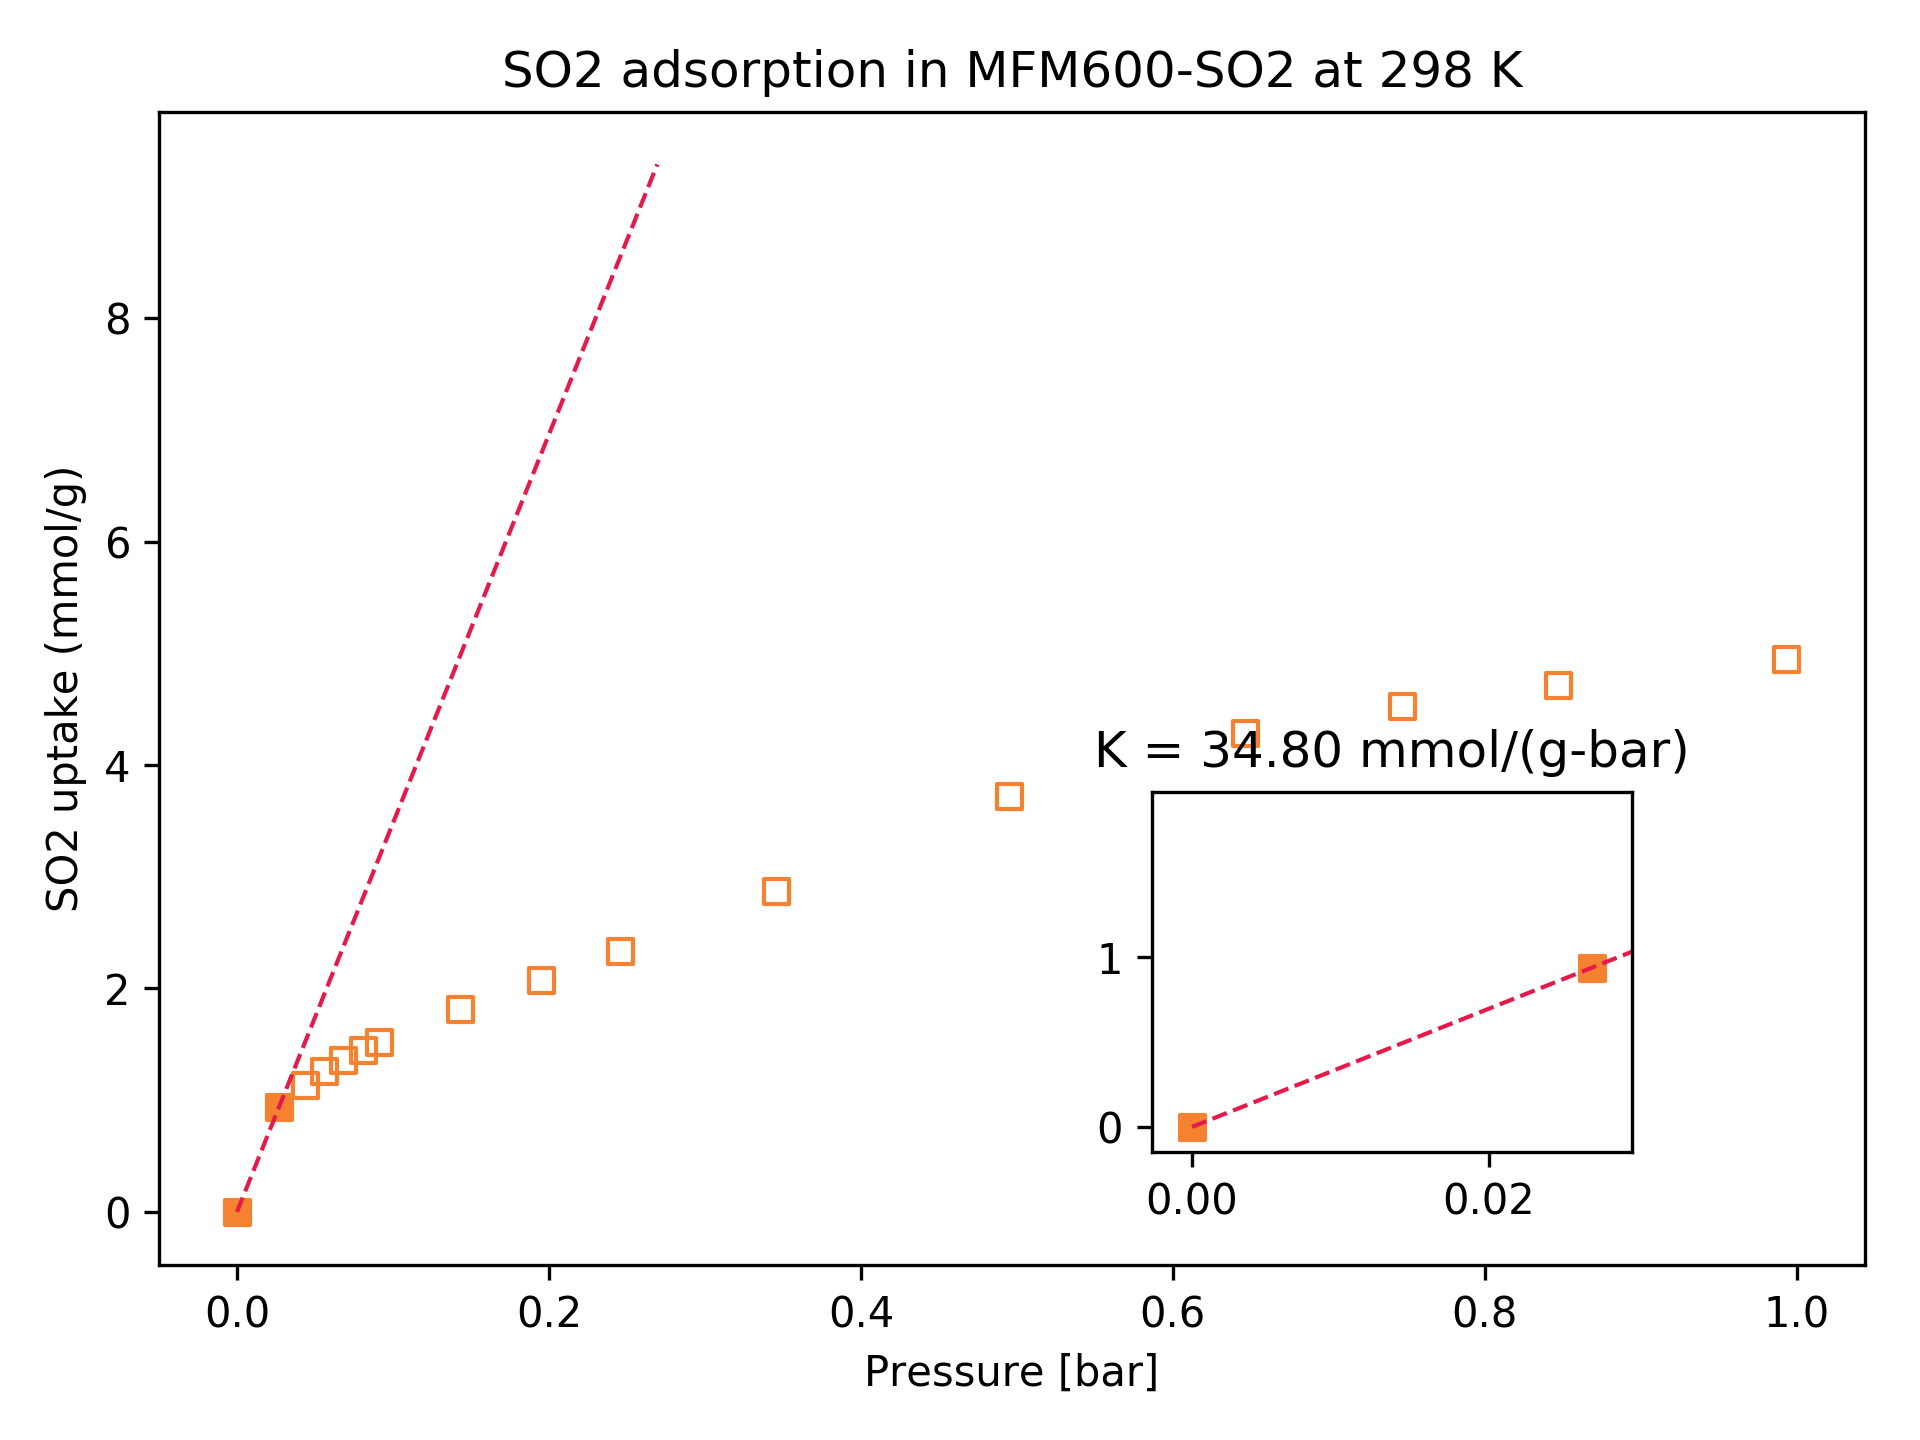 SO2 adsorption in MFM600-SO2 at 298 K
SO2 uptake (mmol/g)
8
6
4
2
0
K = 34.80 mmol/(g-bar)
1
0
0.00 0.02
0.0 0.2 0.4 0.6 0.8 1.0
Pressure [bar]